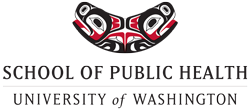 SCHOOL OF PUBLIC HEALTH
UNIVERSITY of WASHINGTON